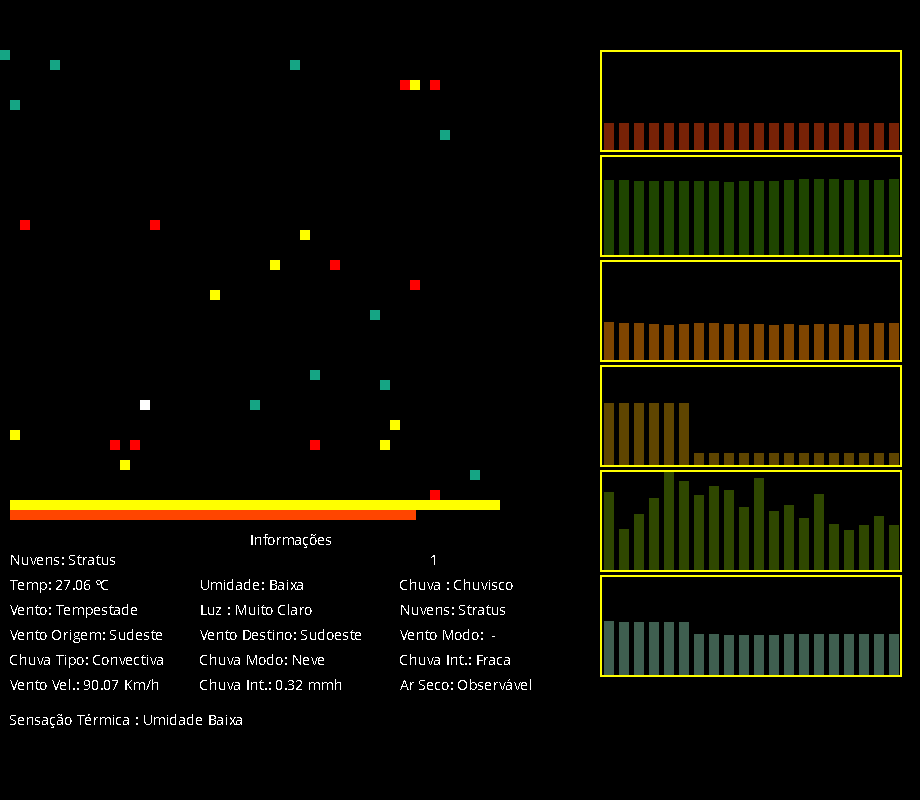 Informações
Nuvens: Stratus 1
Temp: 27.06 ºC Umidade: Baixa Chuva : Chuvisco
Vento: Tempestade Luz : Muito Claro Nuvens: Stratus
Vento Origem: Sudeste Vento Destino: Sudoeste Vento Modo: -
Chuva Tipo: Convectiva Chuva Modo: Neve Chuva Int.: Fraca
Vento Vel.: 90.07 Km/h Chuva Int.: 0.32 mmh Ar Seco: Observável
Sensação Térmica : Umidade Baixa